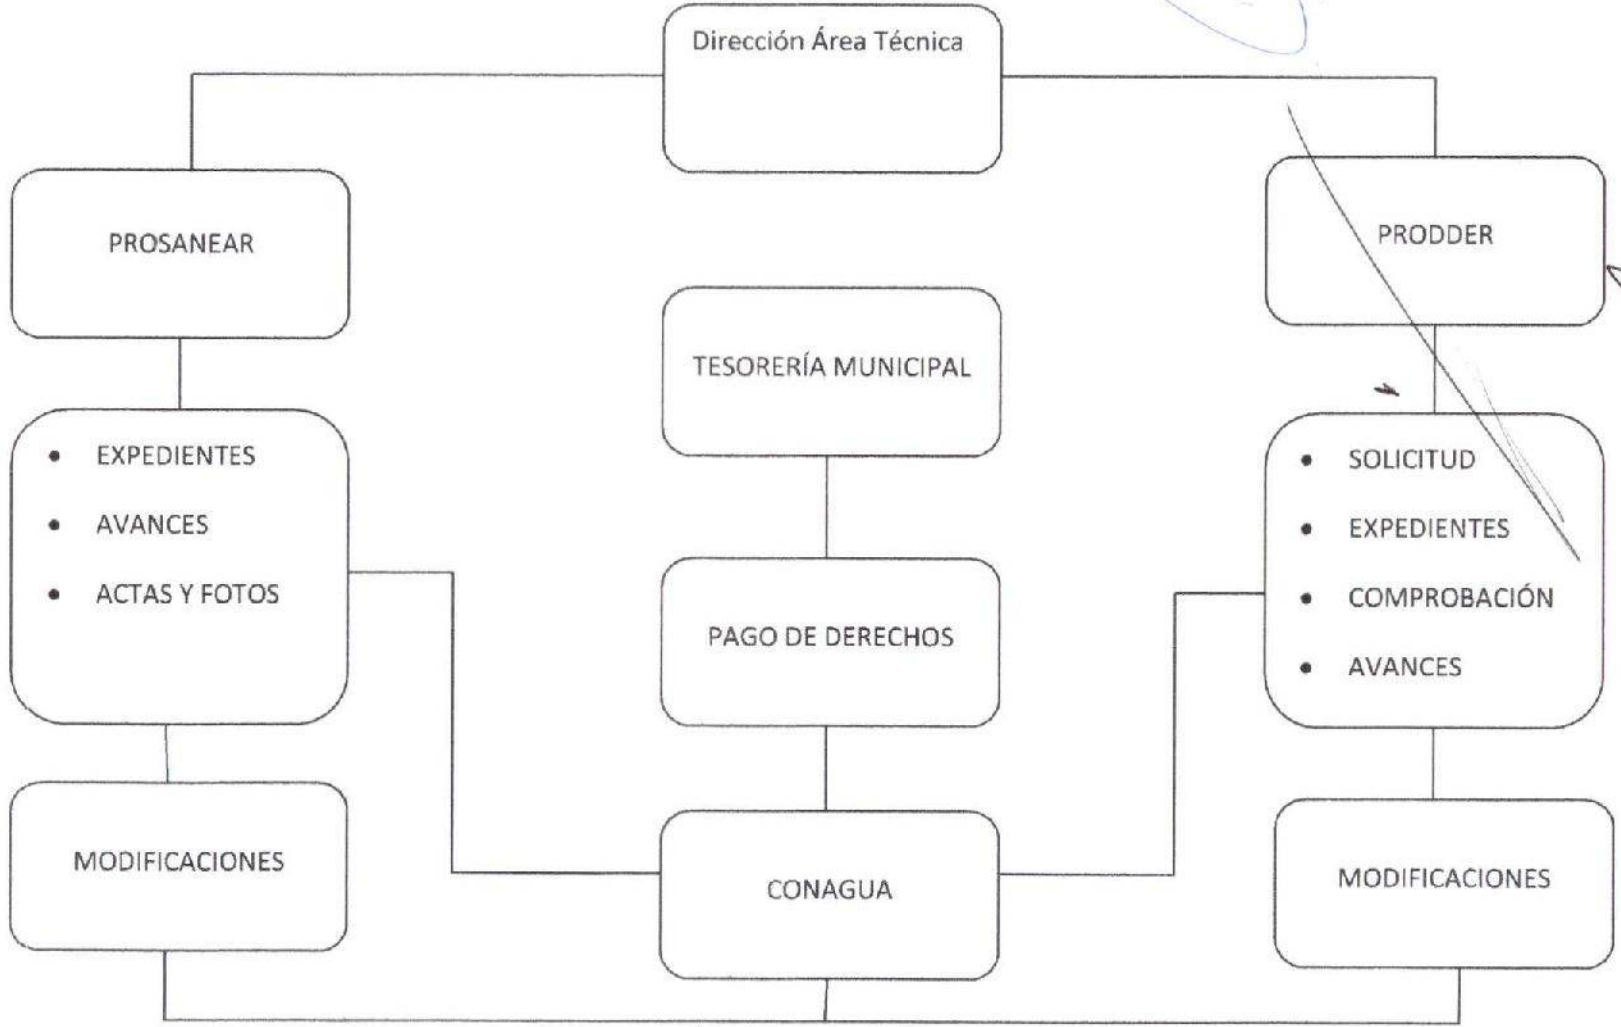 Dirección Área Técnica
PROSANEAR
PRODDER
TESORERÍA MUNICIPAL
• EXPEDIENTES
• AVANCES
• ACTAS Y FOTOS
• SOLICITUD
• EXPEDIENTES
• COMPROBACIÓN
• AVANCES
PAGO DE DERECHOS
MODIFICACIONES
CONAGUA
MODIFICACIONES